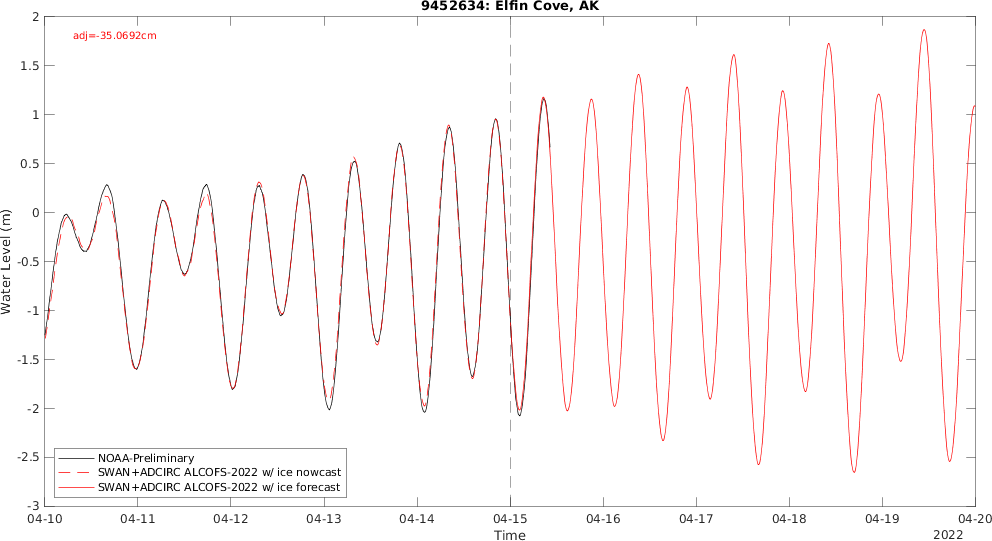 9452634: Elfin Cove, AK
adj=-35.0692cm
2
1.5
1
0.5
0
-0.5
-1
-1.5
-2
-2.5
-3
Water Level (m)
NOAA-Preliminary
SWAN+ADCIRC ALCOFS-2022 w/ ice nowcast
SWAN+ADCIRC ALCOFS-2022 w/ ice forecast
04-10 04-11 04-12 04-13 04-14 04-15 04-16 04-17 04-18 04-19 04-20
Time
2022